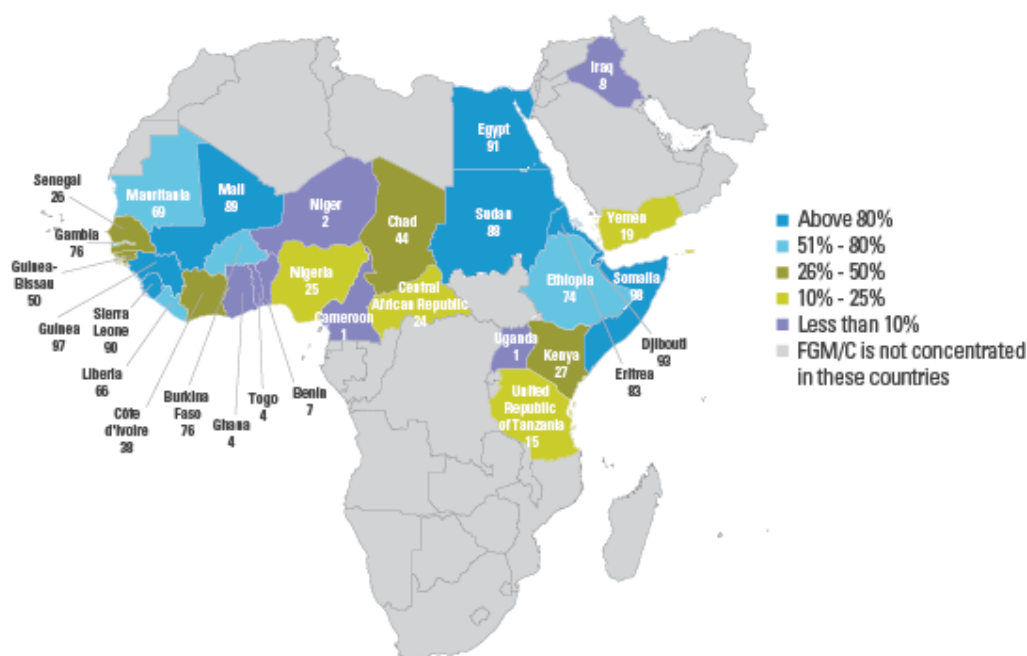 Iraq
8
Egypt
91
Senegal
26
Mauritania
69
Mali
89
Niger
2
Chad
44
Sudan
88
Yemen
19
Gambia
76
Guinea-
Bissau
50
Nigeria
25
Ethiopia
74
Somalia
98
Central
African Republic
24
Guinea
97
Sierra
Leone
90
Cameroon
1
Uganda
1
Kenya
27
Djibouti
93
Eritrea
83
Liberia
66
Côte
d'Ivoire
38
Burkina
Faso
76
Ghana
4
Togo
4
Benin
7
United
Republic
of Tanzania
15
Above 80%
51% - 80%
26% - 50%
10% - 25%
Less than 10%
FGM/C is not concentrated
in these countries